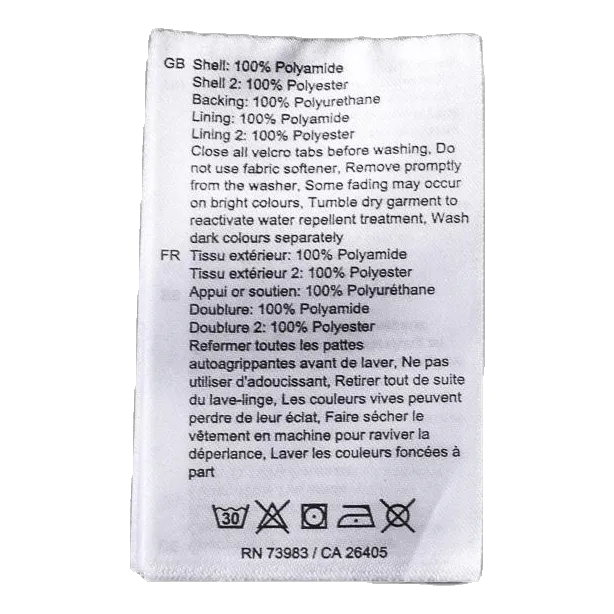 GB Shell: 100% Polyamide
Shell 2: 100% Polyester
Backing: 100% Polyurethane
Lining: 100% Polyamide
Lining 2: 100% Polyester
Close all velcro tabs before washing, Do
not use fabric softener, Remove promptly
from the washer, Some fading may occur
on bright colours, Tumble dry garment to
reactivate water repellent treatment, Wash
dark colours separately
FR Tissu extérieur: 100% Polyamide
Tissu extérieur 2: 100% Polyester
Appui or soutien: 100% Polyuréthane
Doublure: 100% Polyamide
Doublure 2: 100% Polyester
Refermer toutes les pattes
autoagrippantes avant de laver, Ne pas
utiliser d'adoucissant, Retirer tout de suite
du lave-linge, Les couleurs vives peuvent
perdre de leur éclat, Faire sécher le
vêtement en machine pour raviver la
déperlance, Laver les couleurs foncées à
part
30
RN 73983 / CA 26405